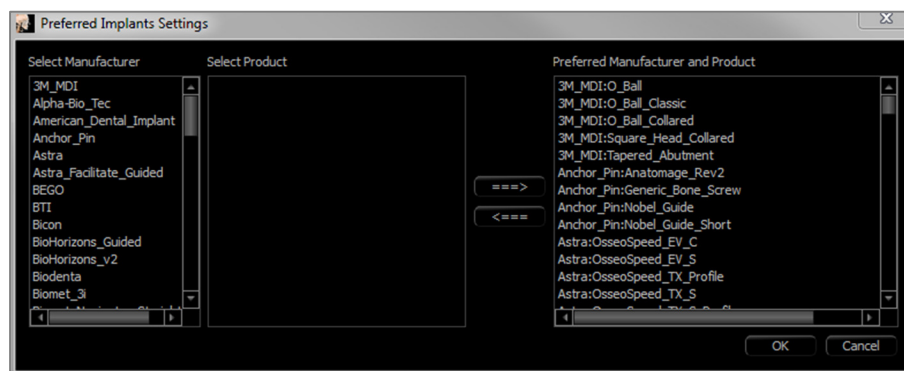 Preferred Implants Settings
Select Manufacturer
Select Product
Preferred Manufacturer and Product
3M_MDI
Alpha-Bio_Tec
American_Dental_Implant
Anchor_Pin
Astra
Astra_Facilitate_Guided
BEGO
BTI
Bicon
BioHorizons_Guided
BioHorizons_v2
Biodenta
Biomet_3i
===>
<===
3M_MDI:O_Ball
3M_MDI:O_Ball_Classic
3M_MDI:O_Ball_Collared
3M_MDI:Square_Head_Collared
3M_MDI:Tapered_Abutment
Anchor_Pin:Anatomage_Rev2
Anchor_Pin:Generic_Bone_Screw
Anchor_Pin:Nobel_Guide
Anchor_Pin:Nobel_Guide_Short
Astra:OsseoSpeed_EV_C
Astra:OsseoSpeed_EV_S
Astra:OsseoSpeed_TX_Profile
Astra:OsseoSpeed_TX_S
OK
Cancel